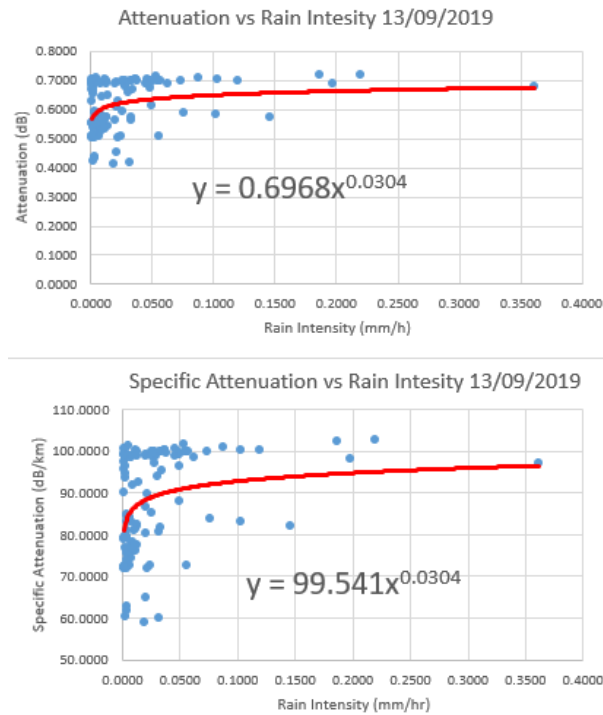 Attenuation vs Rain Intesity 13/09/2019
0.8000
0.7000
0.6000
0.5000
0.4000
0.3000
0.2000
0.1000
0.0000
Attenuation (dB)
y = 0.6968x^0.0304
0.0000 0.0500 0.1000 0.1500 0.2000 0.2500 0.3000 0.3500 0.4000
Rain Intensity (mm/h)
Specific Attenuation vs Rain Intesity 13/09/2019
110.0000
100.0000
90.0000
80.0000
70.0000
60.0000
50.0000
Specific Attenuation (dB/km)
y = 99.541x^0.0304
0.0000 0.0500 0.1000 0.1500 0.2000 0.2500 0.3000 0.3500 0.4000
Rain Intensity (mm/hr)